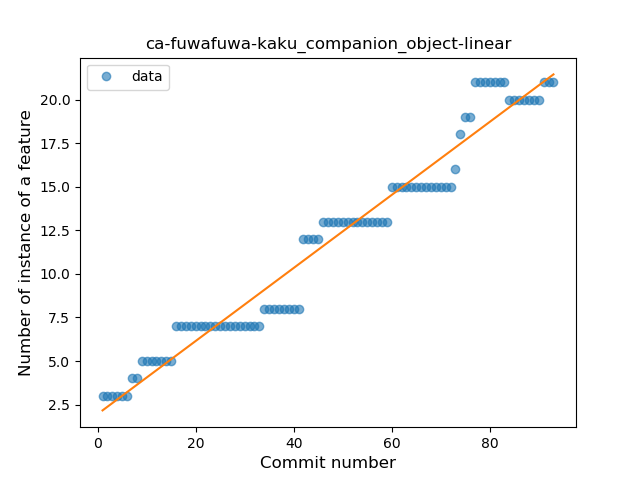 ca-fuwafuwa-kaku_companion_object-linear
data
Number of instance of a feature
20.0
17.5
15.0
12.5
10.0
7.5
5.0
2.5
0 20 40 60 80
Commit number